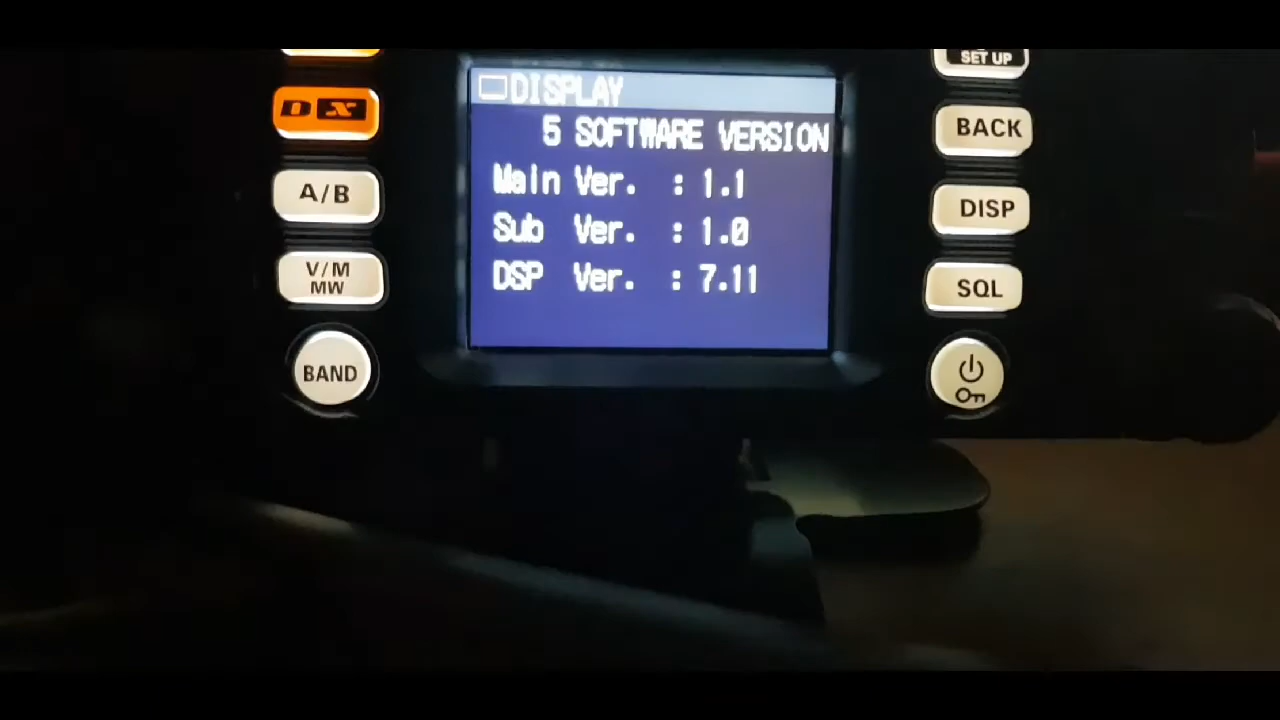 SET UP
DISPLAY
DX
5 SOFTWARE VERSION
BACK
Main Ver. : 1.1
A/B
Sub Ver. : 1.0
DISP
DSP Ver. : 7.11
V/M
MW
SQL
BAND